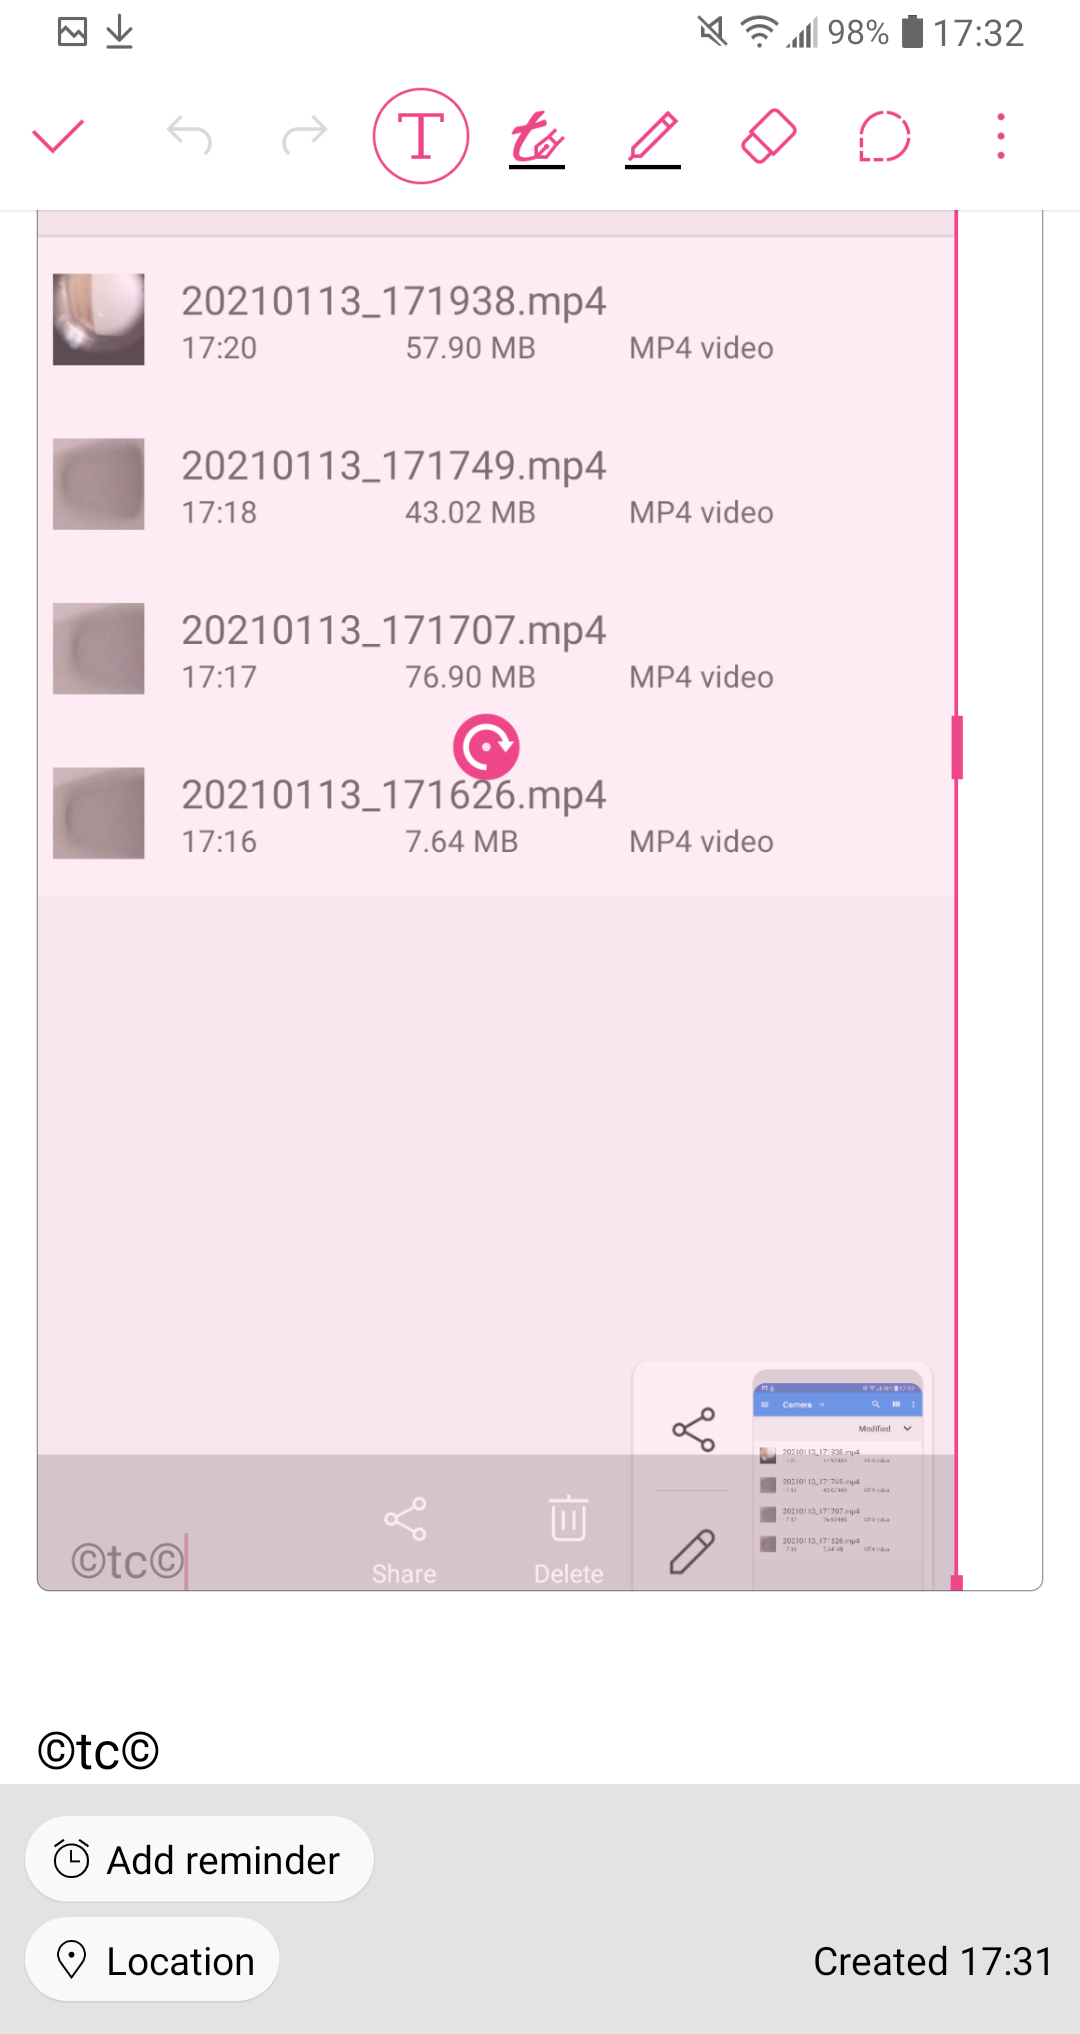 98% 17:32
T
20210113_171938.mp4
17:20 57.90 MB MP4 video
20210113_171749.mp4
17:18 43.02 MB MP4 video
20210113_171707.mp4
17:17 76.90 MB MP4 video
20210113_171626.mp4
17:16 7.64 MB MP4 video
Camera
Modified
20210113_171938.mp4
20210113_171749.mp4
20210113_171707.mp4
20210113_171626.mp4
©tc©
Share Delete
©tc©
Add reminder
Location Created 17:31